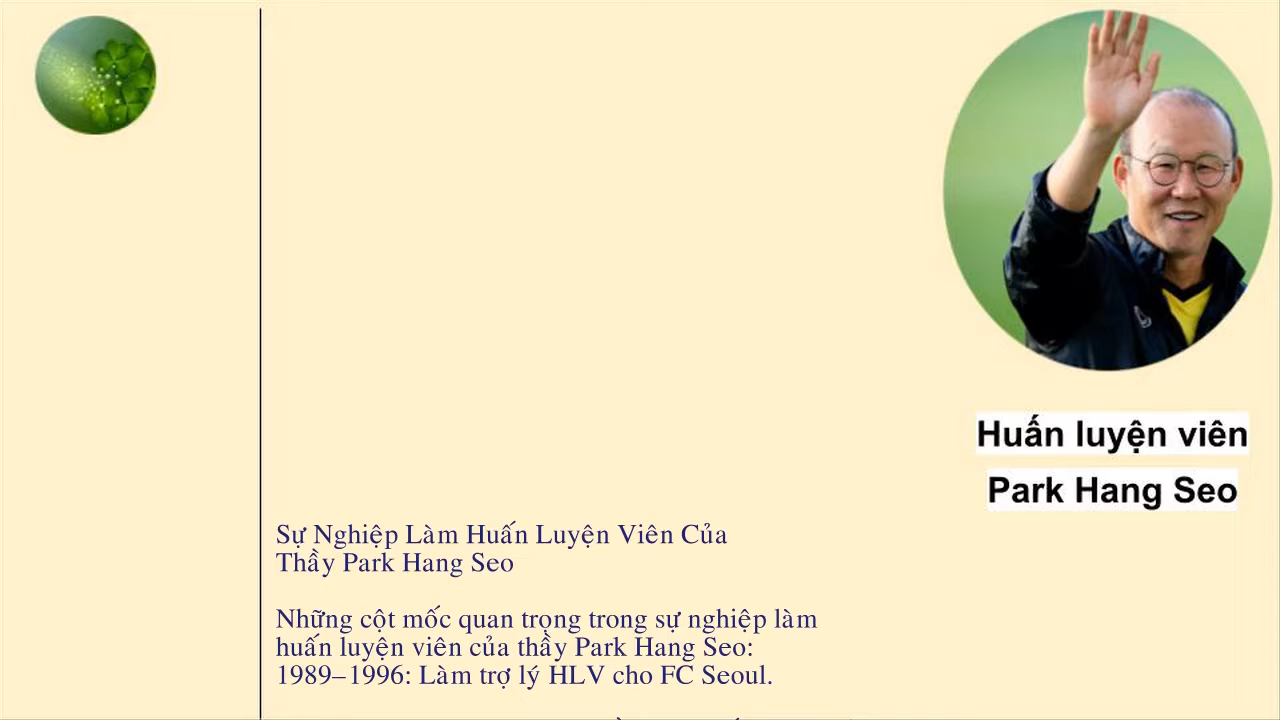 Huấn luyện viên
Park Hang Seo
Sự Nghiệp Làm Huấn Luyện Viên Của
Thầy Park Hang Seo
Những cột mốc quan trọng trong sự nghiệp làm
huấn luyện viên của thầy Park Hang Seo:
1989–1996: Làm trợ lý HLV cho FC Seoul.